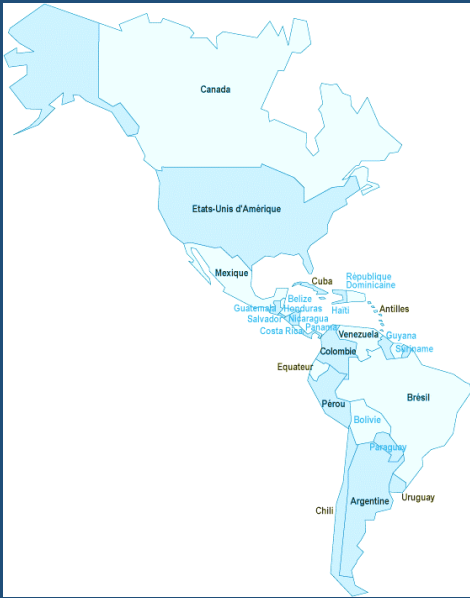 Canada
Etats-Unis d'Amérique
Mexique
Cuba
République
Dominicaine
Belize
Guatemala
Honduras
Haïti
Antilles
Salvador
Nicaragua
Costa Rica
Panama
Venezuela
Guyana
Suriname
Colombie
Equateur
Pérou
Brésil
Bolivie
Paraguay
Chili
Argentine
Uruguay